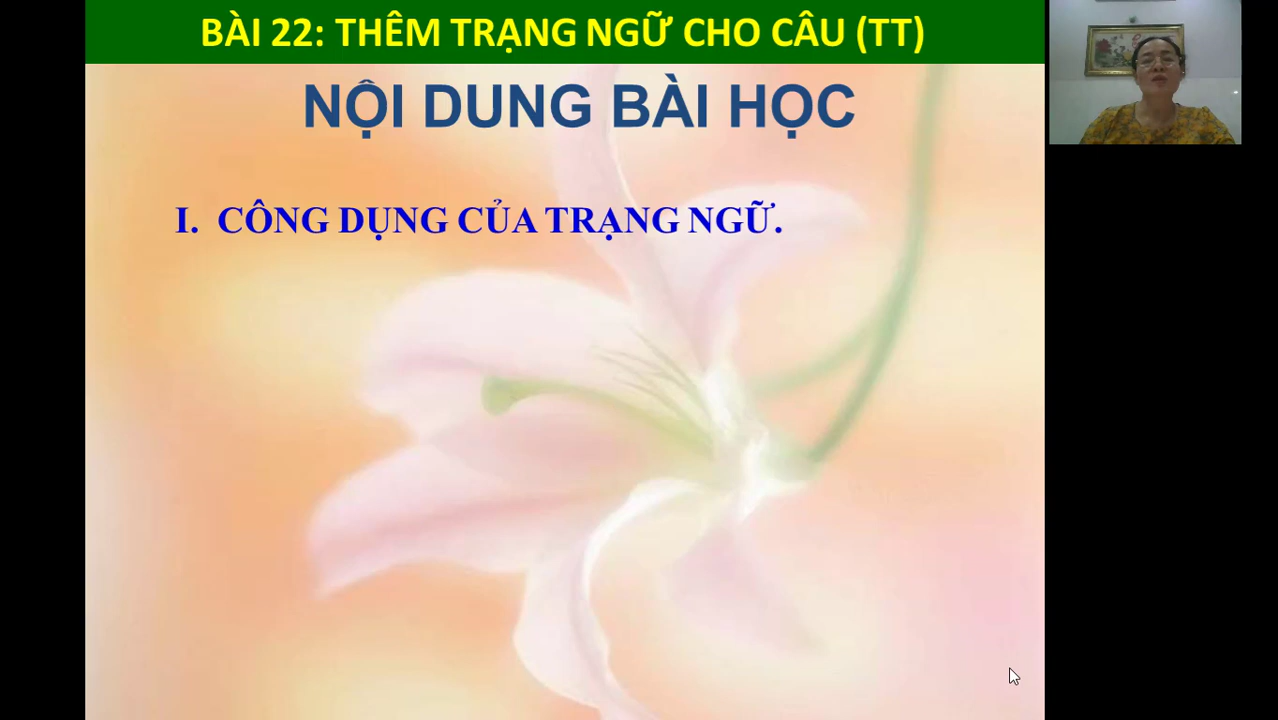 BÀI 22: THÊM TRẠNG NGỮ CHO CÂU (TT)
NỘI DUNG BÀI HỌC
I. CÔNG DỤNG CỦA TRẠNG NGỮ.